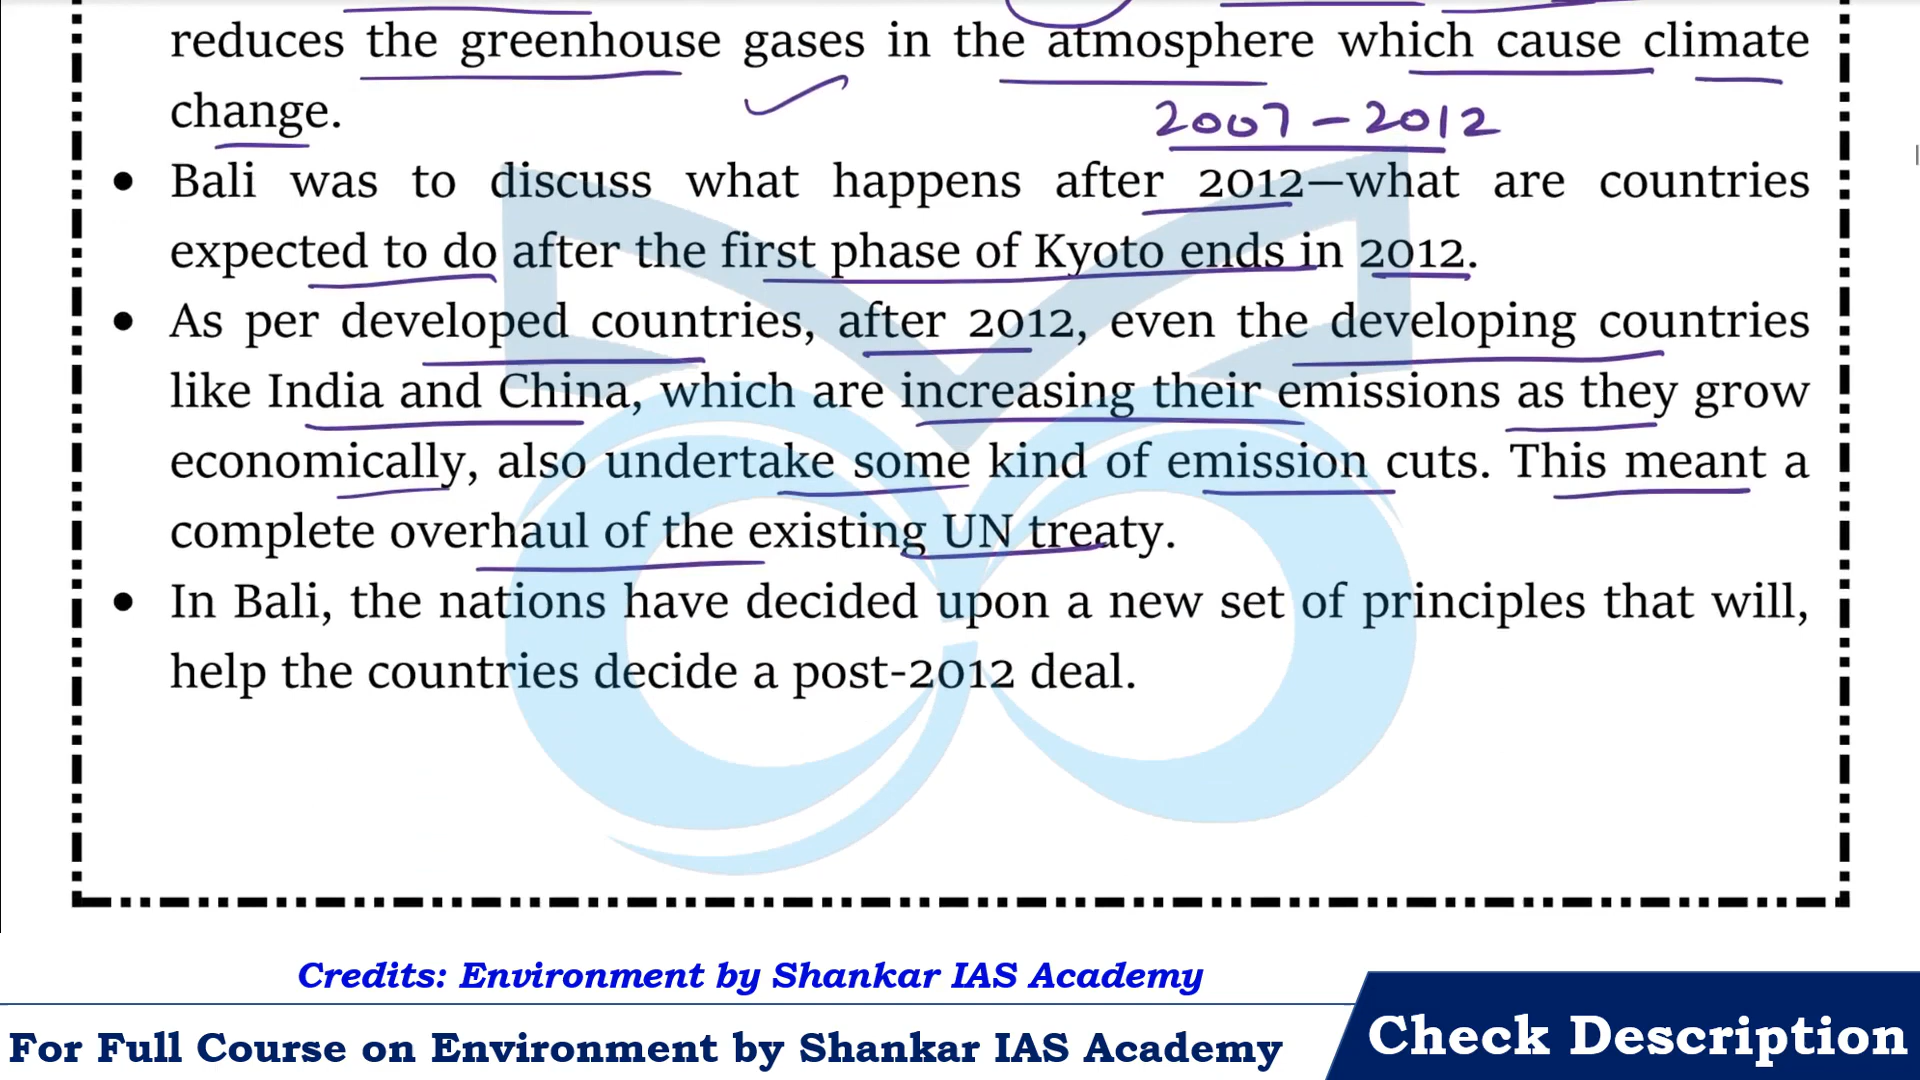 reduces the greenhouse gases in the atmosphere which cause climate
change.
2007 - 2012
• Bali was to discuss what happens after 2012—what are countries
expected to do after the first phase of Kyoto ends in 2012.
• As per developed countries, after 2012, even the developing countries
like India and China, which are increasing their emissions as they grow
economically, also undertake some kind of emission cuts. This meant a
complete overhaul of the existing UN treaty.
• In Bali, the nations have decided upon a new set of principles that will,
help the countries decide a post-2012 deal.
Credits: Environment by Shankar IAS Academy
For Full Course on Environment by Shankar IAS Academy
Check Description